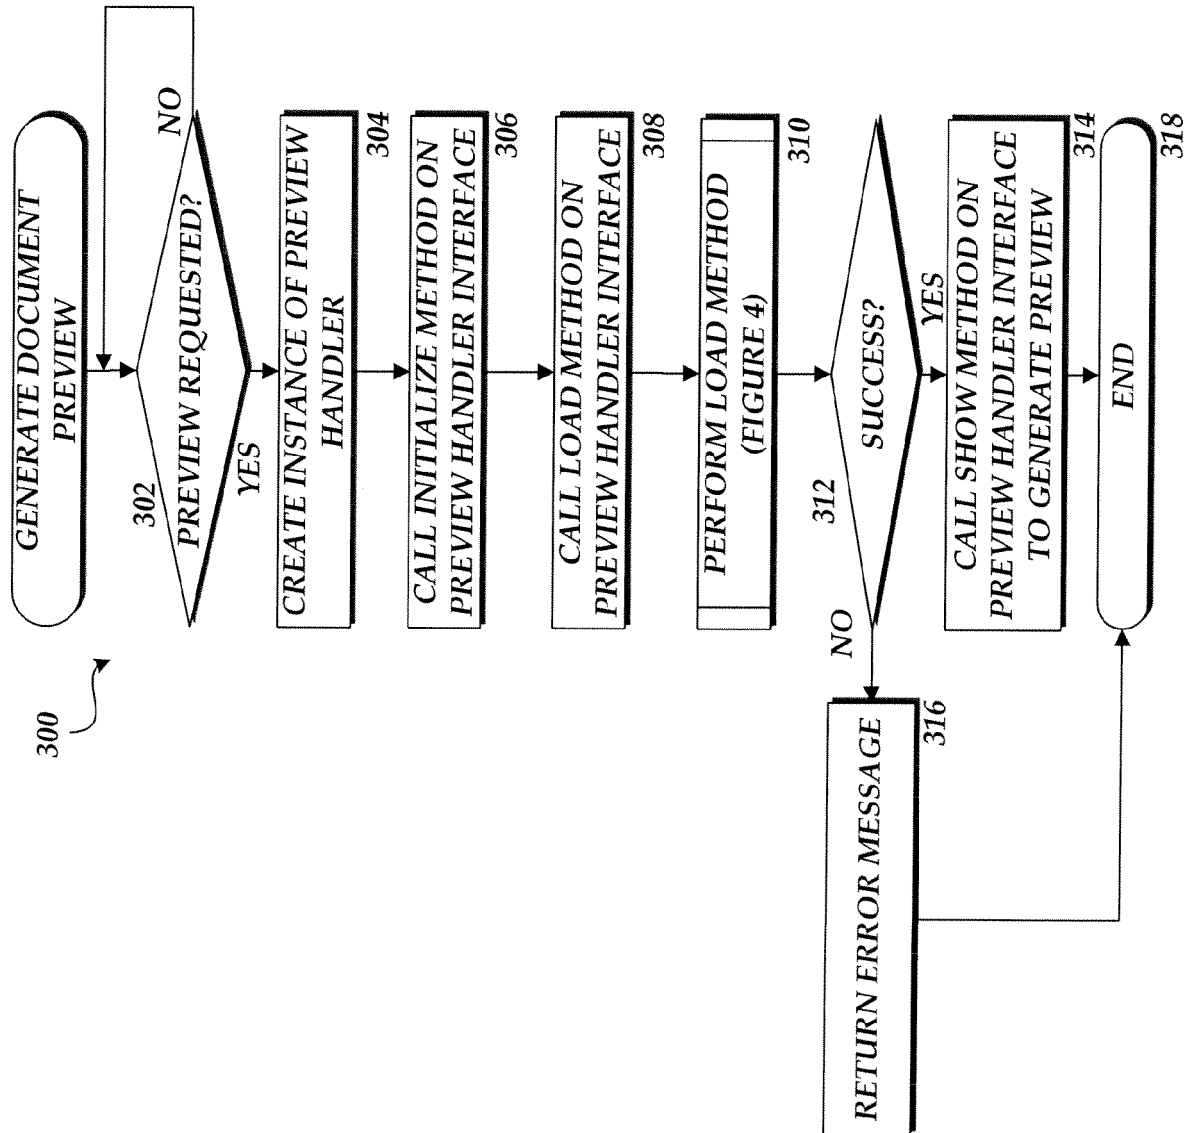 300
GENERATE DOCUMENT
PREVIEW
302
PREVIEW REQUESTED?
NO
YES
CREATE INSTANCE OF PREVIEW
HANDLER
304
CALL INITIALIZE METHOD ON
PREVIEW HANDLER INTERFACE
306
CALL LOAD METHOD ON
PREVIEW HANDLER INTERFACE
308
PERFORM LOAD METHOD
(FIGURE 4)
310
312
SUCCESS?
NO
YES
RETURN ERROR MESSAGE
316
CALL SHOW METHOD ON
PREVIEW HANDLER INTERFACE
TO GENERATE PREVIEW
314
END
318